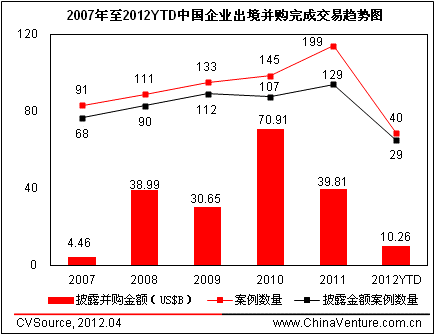 2007年至2012YTD中国企业出境并购完成交易趋势图
120
80
40
0
91 111 133 145 199 40
68 90 112 107 129 29
4.46 38.99 30.65 70.91 39.81 10.26
2007 2008 2009 2010 2011 2012YTD
披露并购金额（US$B） 案例数量 披露金额案例数量
CVSource, 2012.04 www.ChinaVenture.com.cn